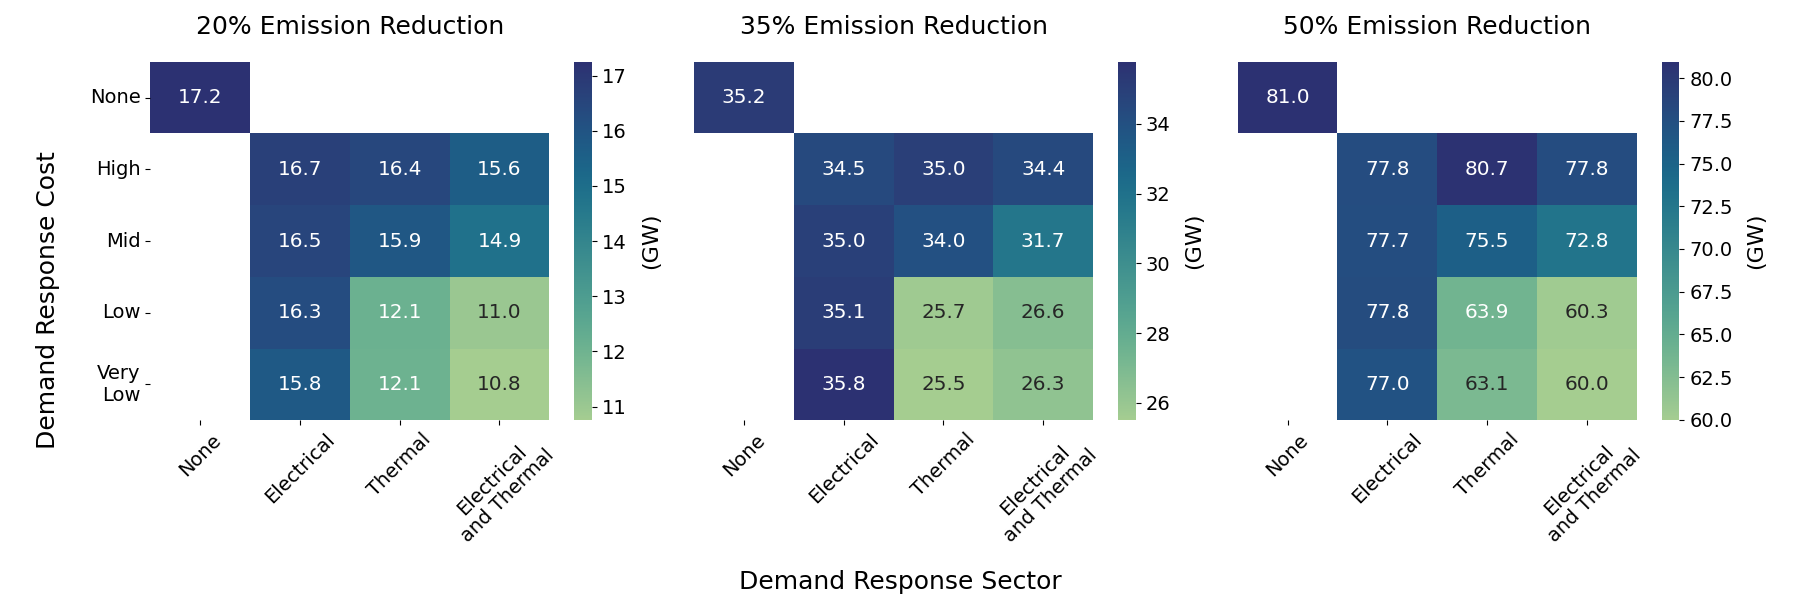 20% Emission Reduction
35% Emission Reduction
50% Emission Reduction
Demand Response Cost
None
High
Mid
Low
Very
Low
17.2
16.7 16.4 15.6
16.5 15.9 14.9
16.3 12.1 11.0
15.8 12.1 10.8
None
Electrical
Thermal
Electrical
and Thermal
17
16
15
14
13
12
11
(GW)
35.2
34.5 35.0 34.4
35.0 34.0 31.7
35.1 25.7 26.6
35.8 25.5 26.3
None
Electrical
Thermal
Electrical
and Thermal
34
32
30
28
26
(GW)
81.0
77.8 80.7 77.8
77.7 75.5 72.8
77.8 63.9 60.3
77.0 63.1 60.0
None
Electrical
Thermal
Electrical
and Thermal
80.0
77.5
75.0
72.5
70.0
67.5
65.0
62.5
60.0
(GW)
Demand Response Sector